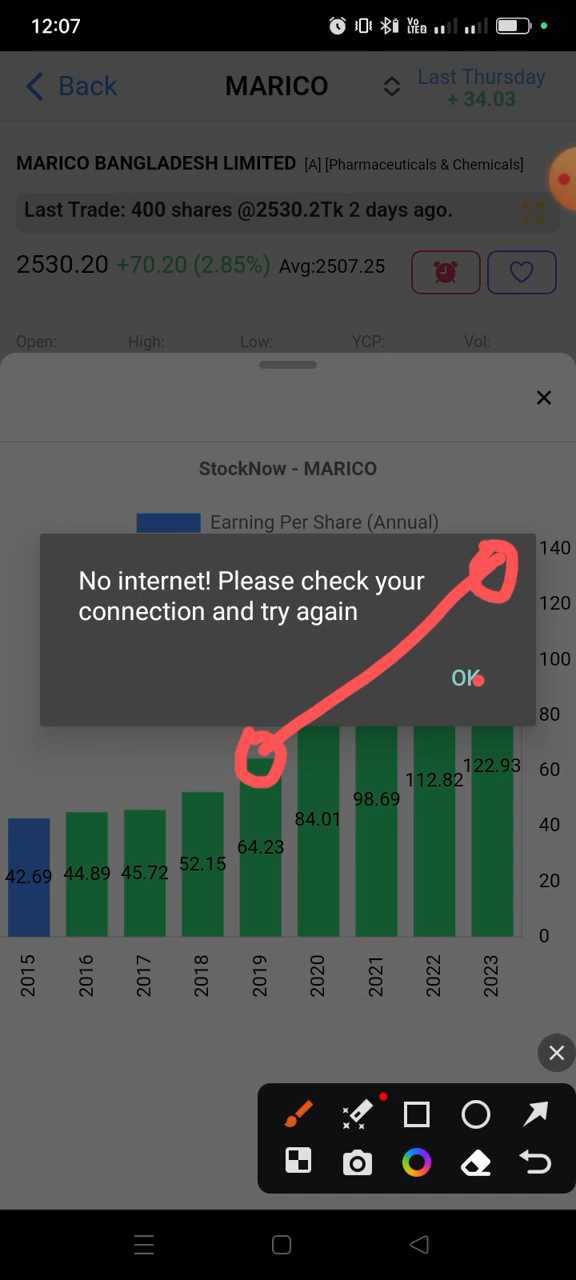 12:07
Vo
LTE2
Back
MARICO
Last Thursday
+ 34.03
MARICO BANGLADESH LIMITED [A] [Pharmaceuticals & Chemicals]
Last Trade: 400 shares @2530.2Tk 2 days ago.
2530.20 +70.20 (2.85%) Avg:2507.25
Open: High: Low: YCP: Vol:
StockNow - MARICO
Earning Per Share (Annual)
No internet! Please check your
connection and try again
OK
140
120
100
80
60
40
20
0
42.69 44.89 45.72 52.15 64.23 84.01 98.69 112.82 122.93
2015 2016 2017 2018 2019 2020 2021 2022 2023